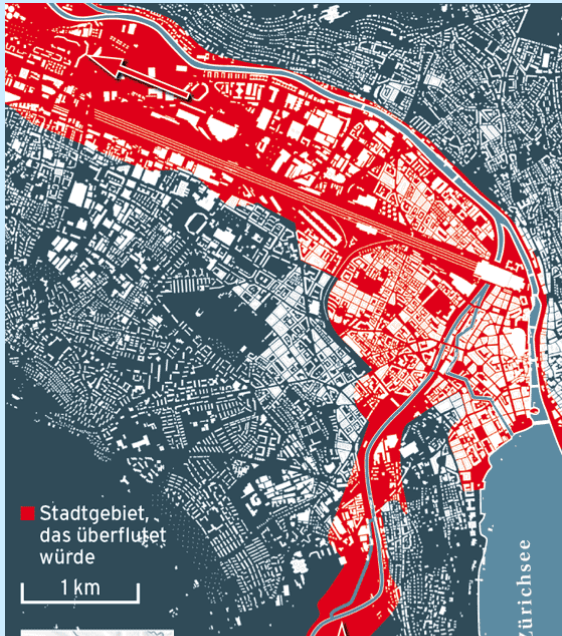 Stadtgebiet,
das überflutet
würde
1 km
Zürichsee